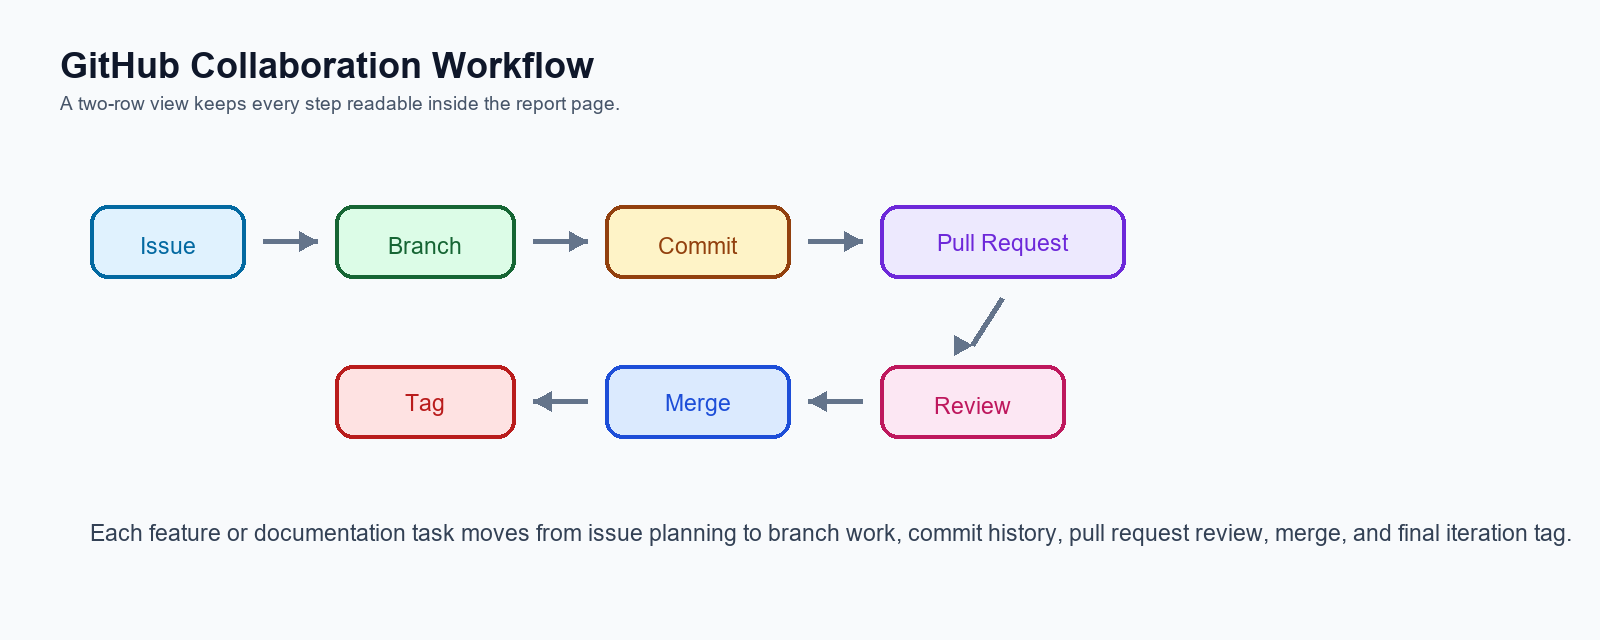 GitHub Collaboration Workflow
A two-row view keeps every step readable inside the report page.
Issue
Branch
Commit
Pull Request
Tag
Merge
Review
Each feature or documentation task moves from issue planning to branch work, commit history, pull request review, merge, and final iteration tag.